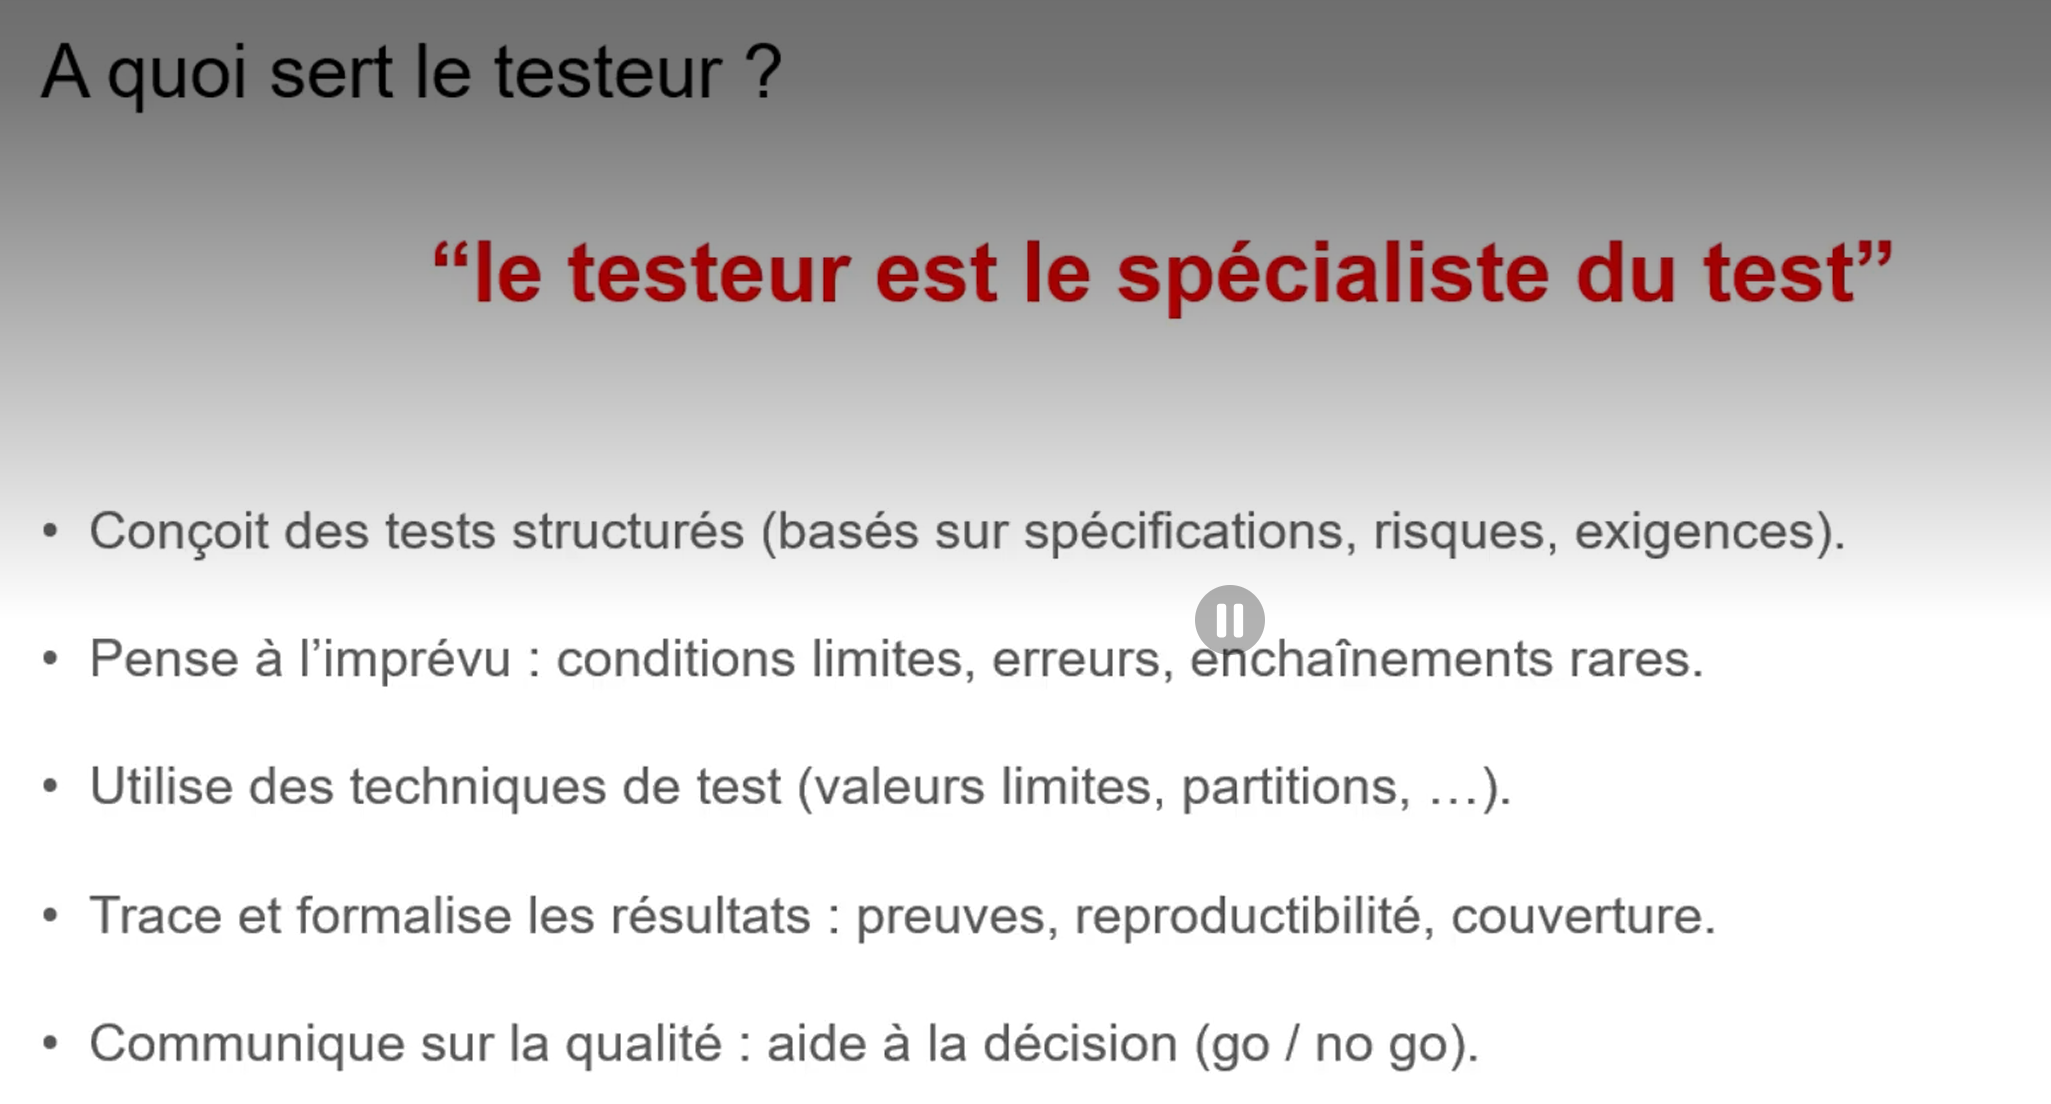 A quoi sert le testeur ?
“le testeur est le spécialiste du test”
• Conçoit des tests structurés (basés sur spécifications, risques, exigences).
• Pense à l’imprévu : conditions limites, erreurs, enchaînements rares.
• Utilise des techniques de test (valeurs limites, partitions, …).
• Trace et formalise les résultats : preuves, reproductibilité, couverture.
• Communique sur la qualité : aide à la décision (go / no go).